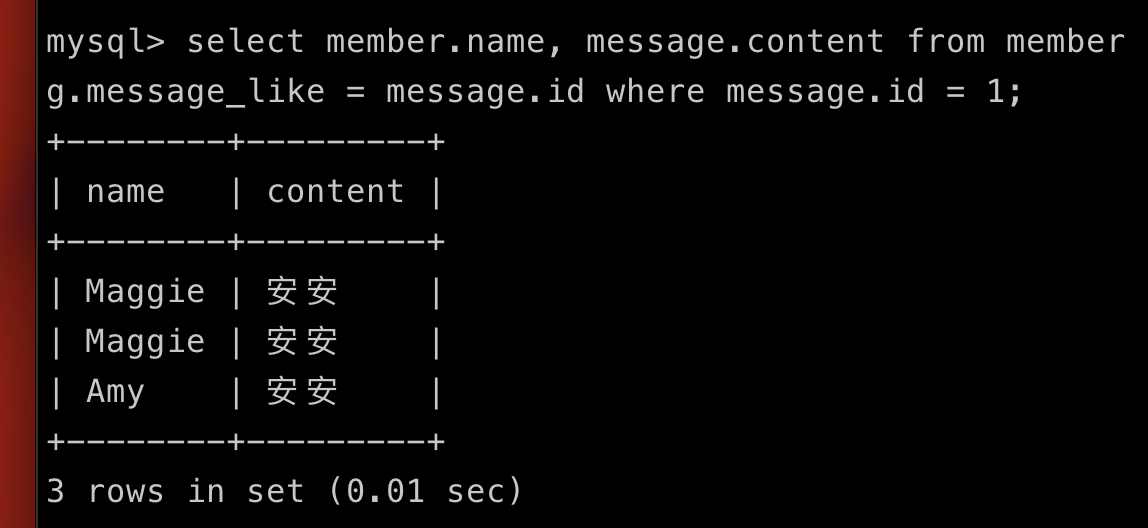 mysql> select member.name, message.content from member
g.message_like = message.id where message.id = 1;
+--------+---------+
| name   | content |
+--------+---------+
| Maggie | 安安    |
| Maggie | 安安    |
| Amy    | 安安    |
+--------+---------+
3 rows in set (0.01 sec)